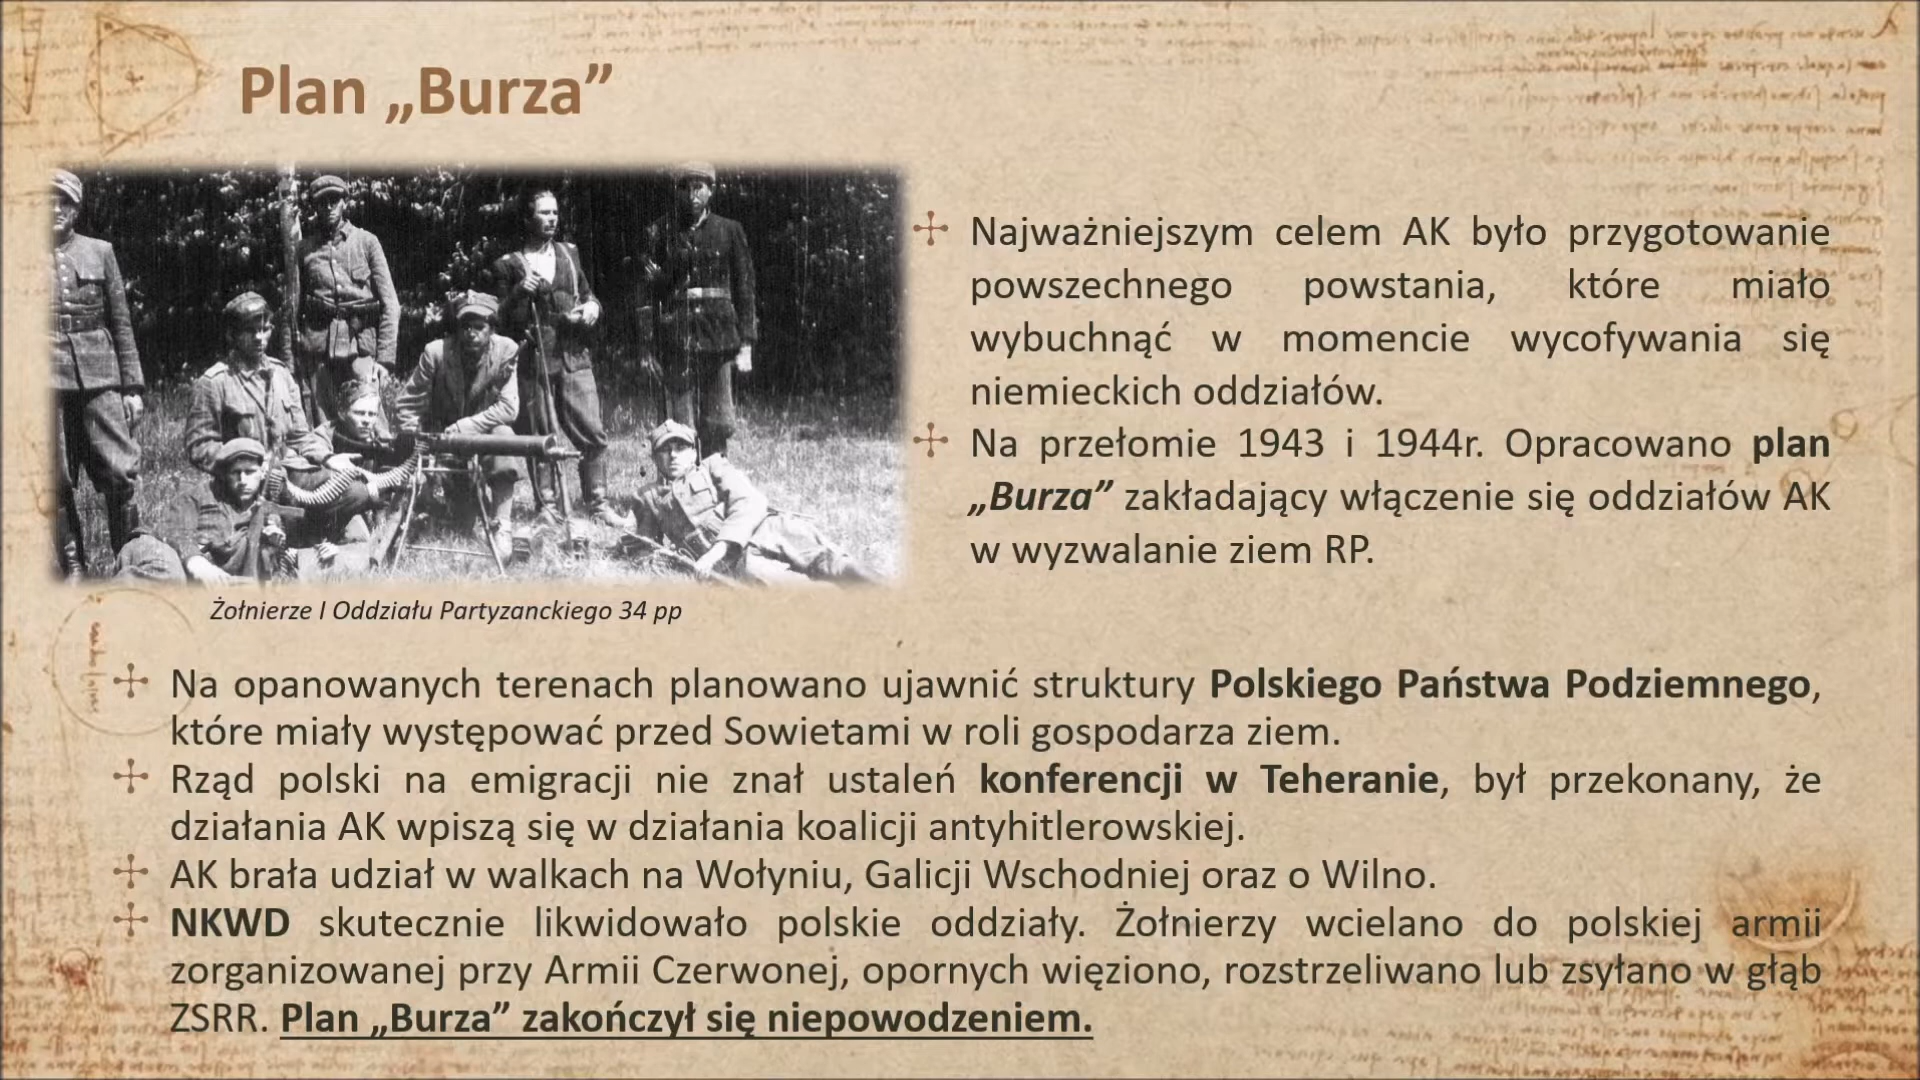 Plan „Burza”
Najważniejszym celem AK było przygotowanie
powszechnego powstania, które miało
wybuchnąć w momencie wycofywania się
niemieckich oddziałów.
Na przełomie 1943 i 1944r. Opracowano plan
„Burza” zakładający włączenie się oddziałów AK
w wyzwalanie ziem RP.
Żołnierze I Oddziału Partyzanckiego 34 pp
Na opanowanych terenach planowano ujawnić struktury Polskiego Państwa Podziemnego,
które miały występować przed Sowietami w roli gospodarza ziem.
Rząd polski na emigracji nie znał ustaleń konferencji w Teheranie, był przekonany, że
działania AK wpiszą się w działania koalicji antyhitlerowskiej.
AK brała udział w walkach na Wołyniu, Galicji Wschodniej oraz o Wilno.
NKWD skutecznie likwidowało polskie oddziały. Żołnierzy wcielano do polskiej armii
zorganizowanej przy Armii Czerwonej, opornych więziono, rozstrzeliwano lub zsyłano w głąb
ZSRR. Plan „Burza” zakończył się niepowodzeniem.